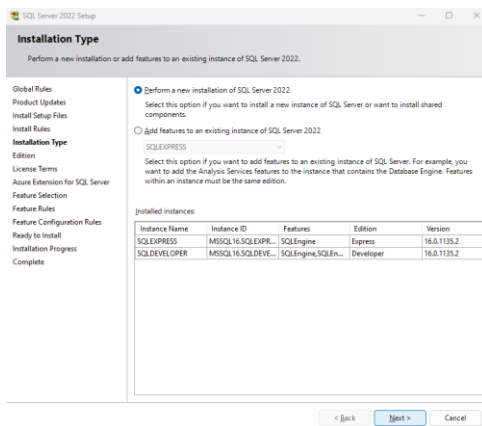 SQL Server 2022 Setup
Installation Type
Perform a new installation or add features to an existing instance of SQL Server 2022.
Global Rules
Product Updates
Install Setup Files
Install Rules
Installation Type
Edition
License Terms
Azure Extension for SQL Server
Feature Selection
Feature Rules
Feature Configuration Rules
Ready to Install
Installation Progress
Complete
Perform a new installation of SQL Server 2022
Select this option if you want to install a new instance of SQL Server or want to install shared
components.
Add features to an existing instance of SQL Server 2022
SQLEXPRESS
Select this option if you want to add features to an existing instance of SQL Server. For example, you
want to add the Analysis Services features to the instance that contains the Database Engine. Features
within an instance must be the same edition.
Installed instances:
Instance Name Instance ID Features Edition Version
SQLEXPRESS MSSQL16.SQLEXPR... SQLEngine Express 16.0.1135.2
SQLDEVELOPER MSSQL16.SQLDEVE... SQLEngine,SQLEn... Developer 16.0.1135.2
< Back Next > Cancel